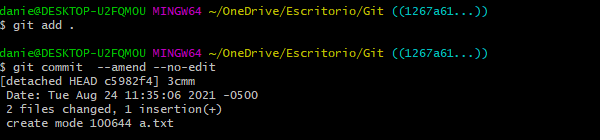 danie@DESKTOP-U2FQMOU MINGW64 ~/OneDrive/Escritorio/Git ((1267a61...))
$ git add .
danie@DESKTOP-U2FQMOU MINGW64 ~/OneDrive/Escritorio/Git ((1267a61...))
$ git commit  --amend --no-edit
[detached HEAD c5982f4] 3cmm
 Date: Tue Aug 24 11:35:06 2021 -0500
 2 files changed, 1 insertion(+)
 create mode 100644 a.txt